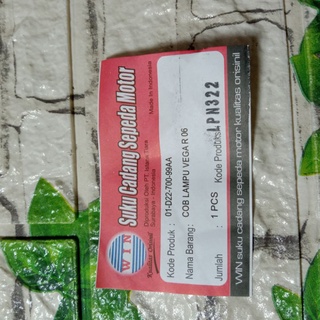 Suku Cadang Sepeda Motor
Made in Indonesia
WIN
Kode Produk : 01-D22-700-99AA
Nama Barang : COB LAMPU VEGA R 06
Jumlah : 1 PCS Kode Produksi LPN322
WIN suku cadang sepeda motor kualitas orisinil